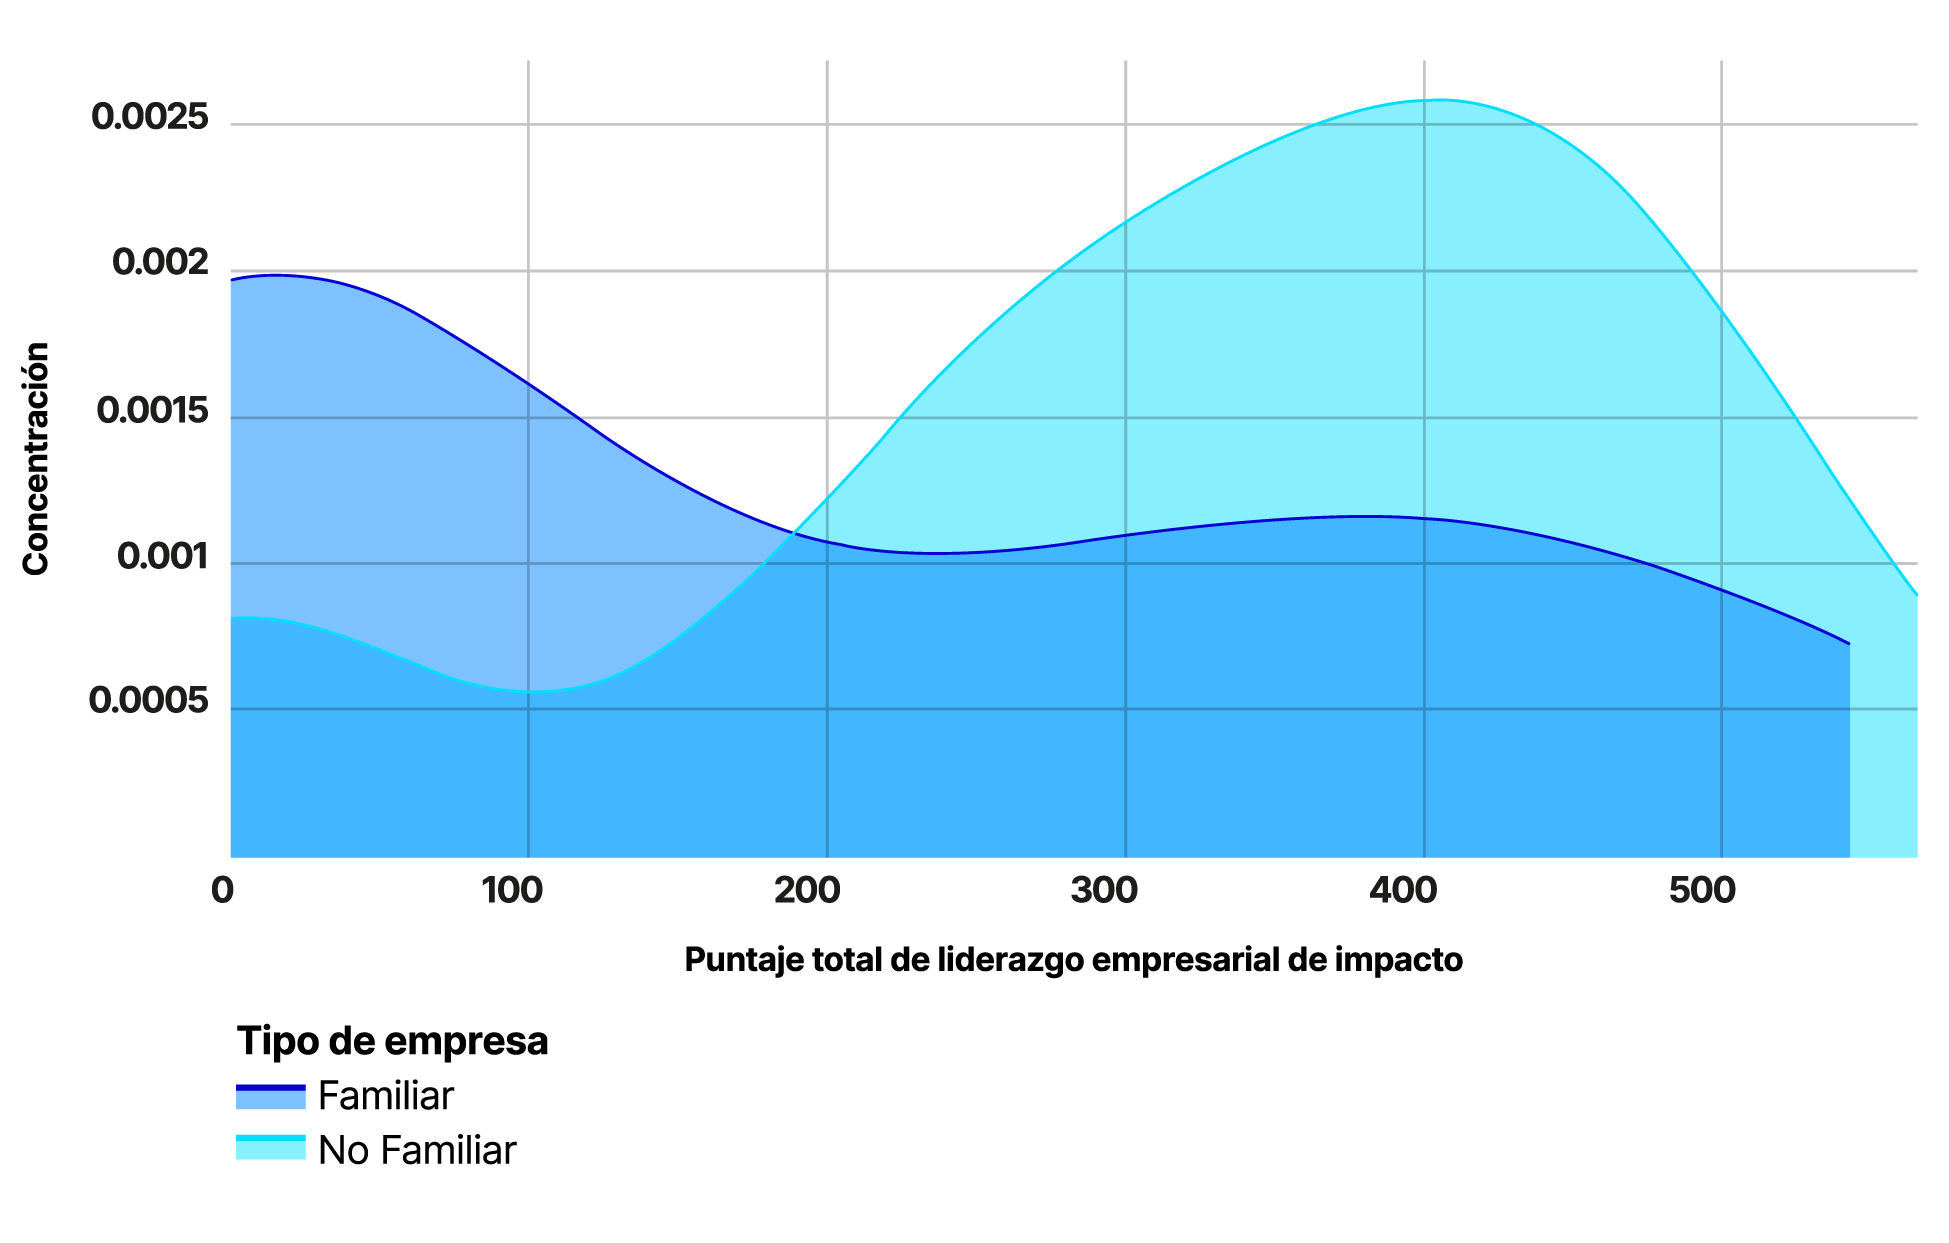 0.0025
0.002
0.0015
0.001
0.0005
Concentración
0 100 200 300 400 500
Puntaje total de liderazgo empresarial de impacto
Tipo de empresa
Familiar
No Familiar